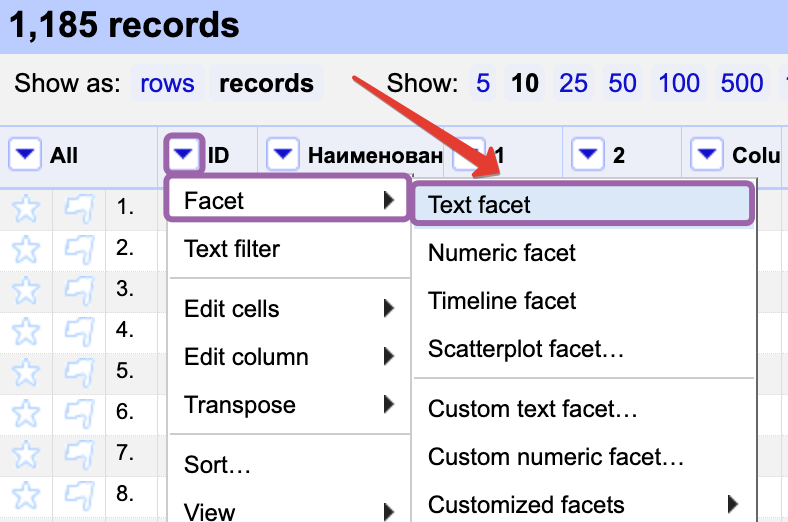 1,185 records
Show as: rows records Show: 5 10 25 50 100 500
All ID Наименован 1 2 Colu
1.
2.
3.
4.
5.
6.
7.
8.
Facet
Text filter
Edit cells
Edit column
Transpose
Sort…
View
Text facet
Numeric facet
Timeline facet
Scatterplot facet…
Custom text facet…
Custom numeric facet…
Customized facets